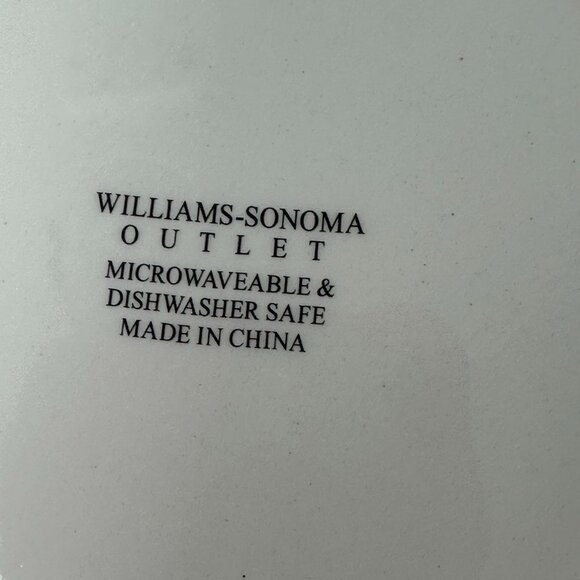 WILLIAMS-SONOMA
OUTLET
MICROWAVEABLE &
DISHWASHER SAFE
MADE IN CHINA